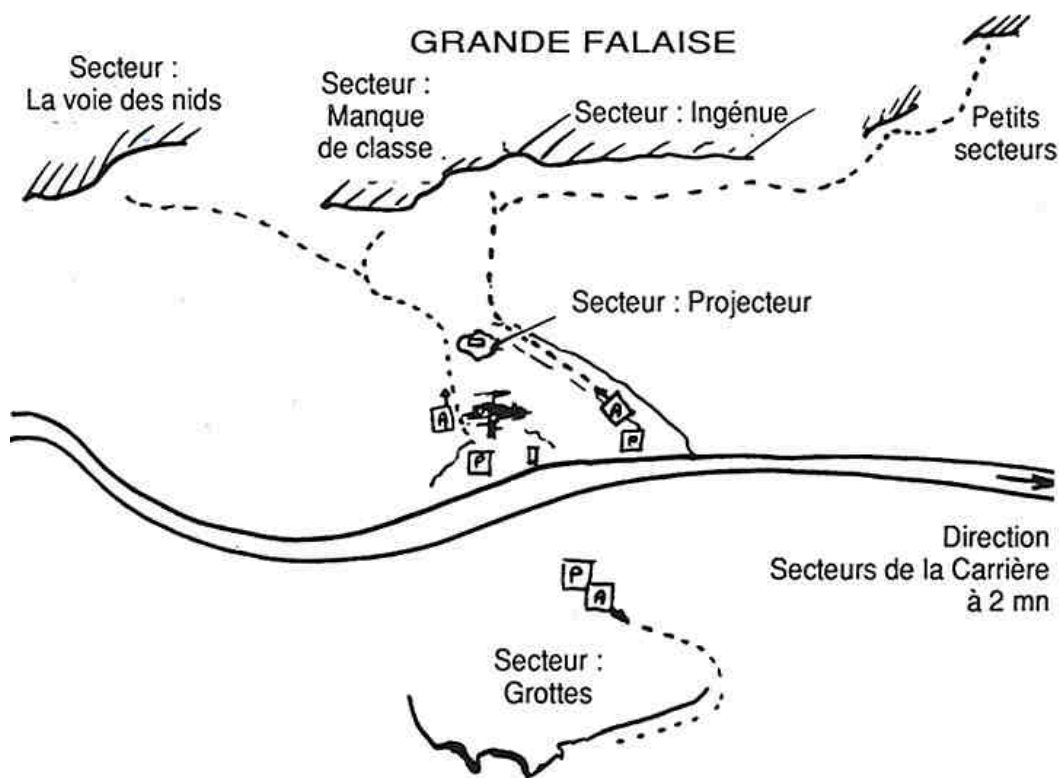 GRANDE FALAISE
Secteur :
La voie des nids
Secteur :
Manque
de classe
Secteur : Ingénue
Petits
secteurs
Secteur : Projecteur
A
A
P
P
Direction
Secteurs de la Carrière
à 2 mn
P
A
Secteur :
Grottes